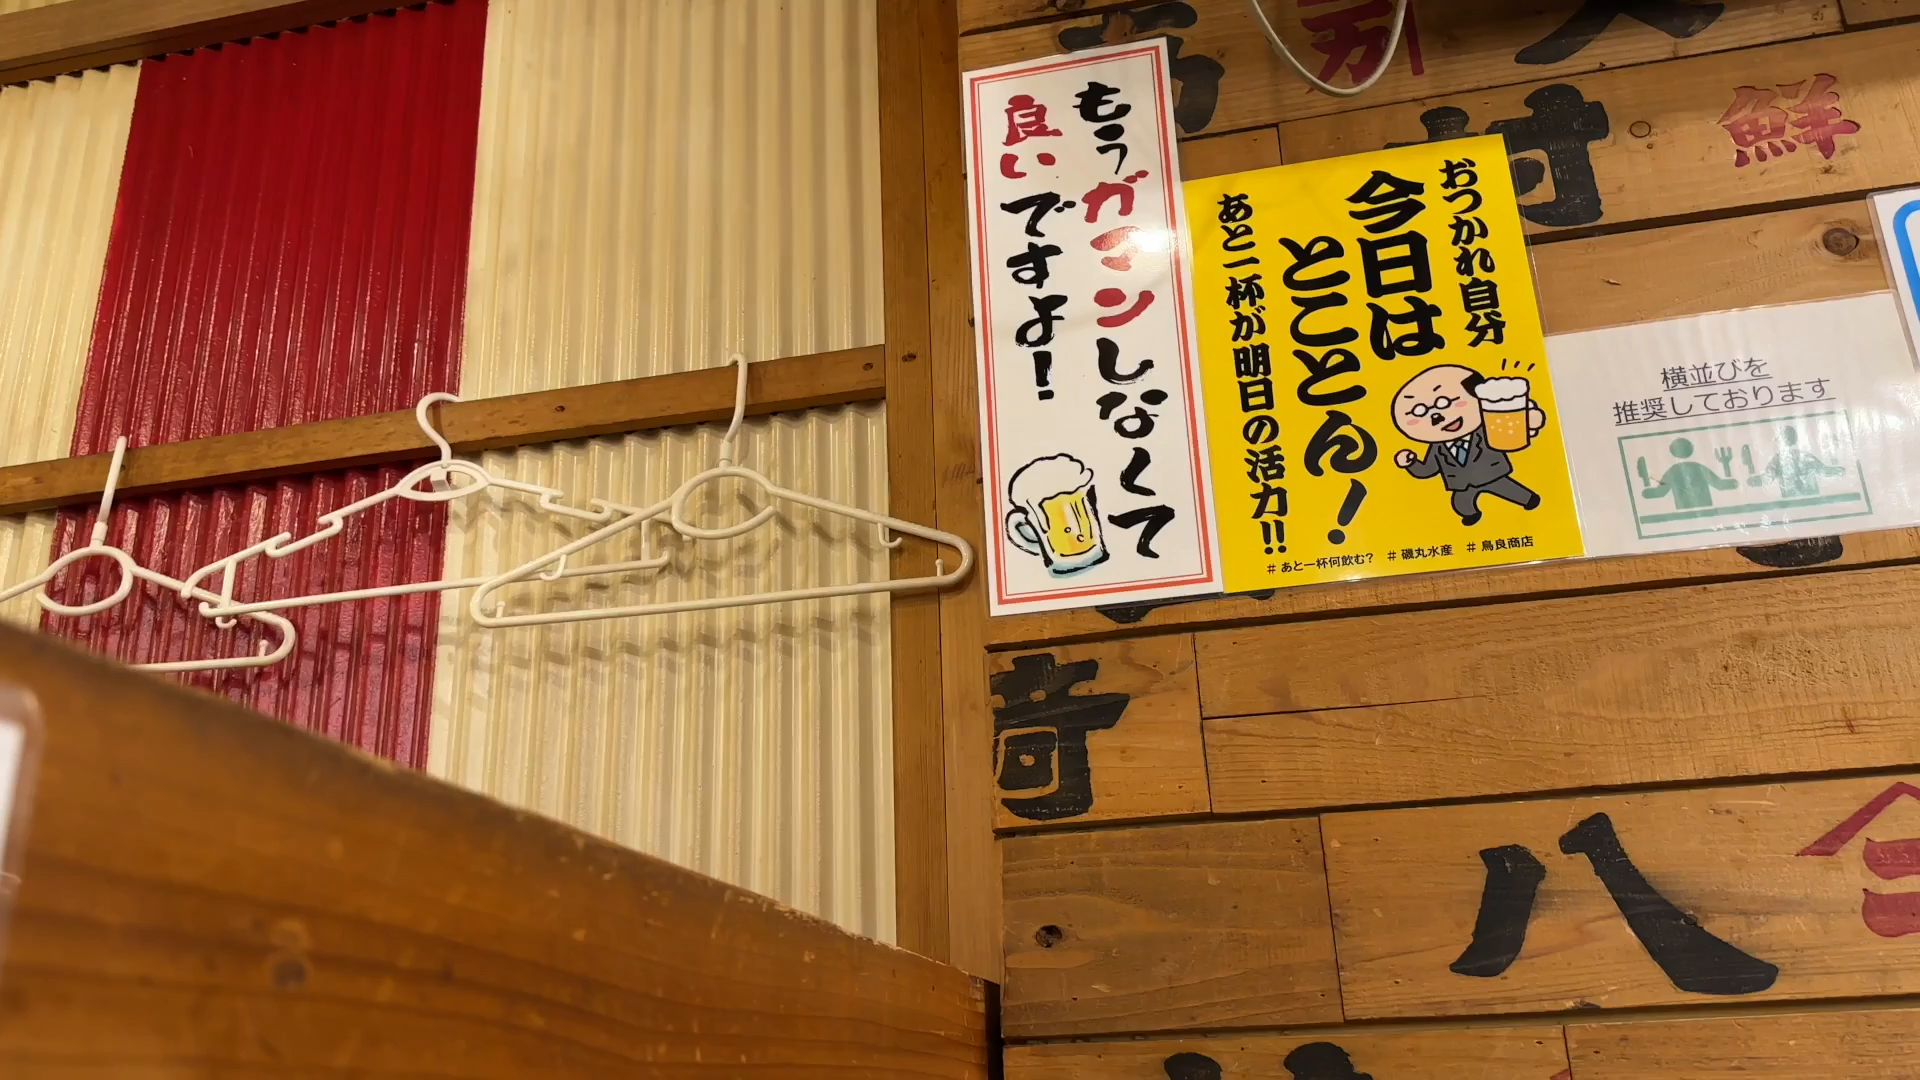 もうガマンしなくて
良いですよ！
おつかれ自分
今日は
とことん！
あと一杯が明日の活力!!
＃あと一杯何飲む？ ＃磯丸水産 ＃鳥良商店
横並びを
推奨しております
村
鮮
八